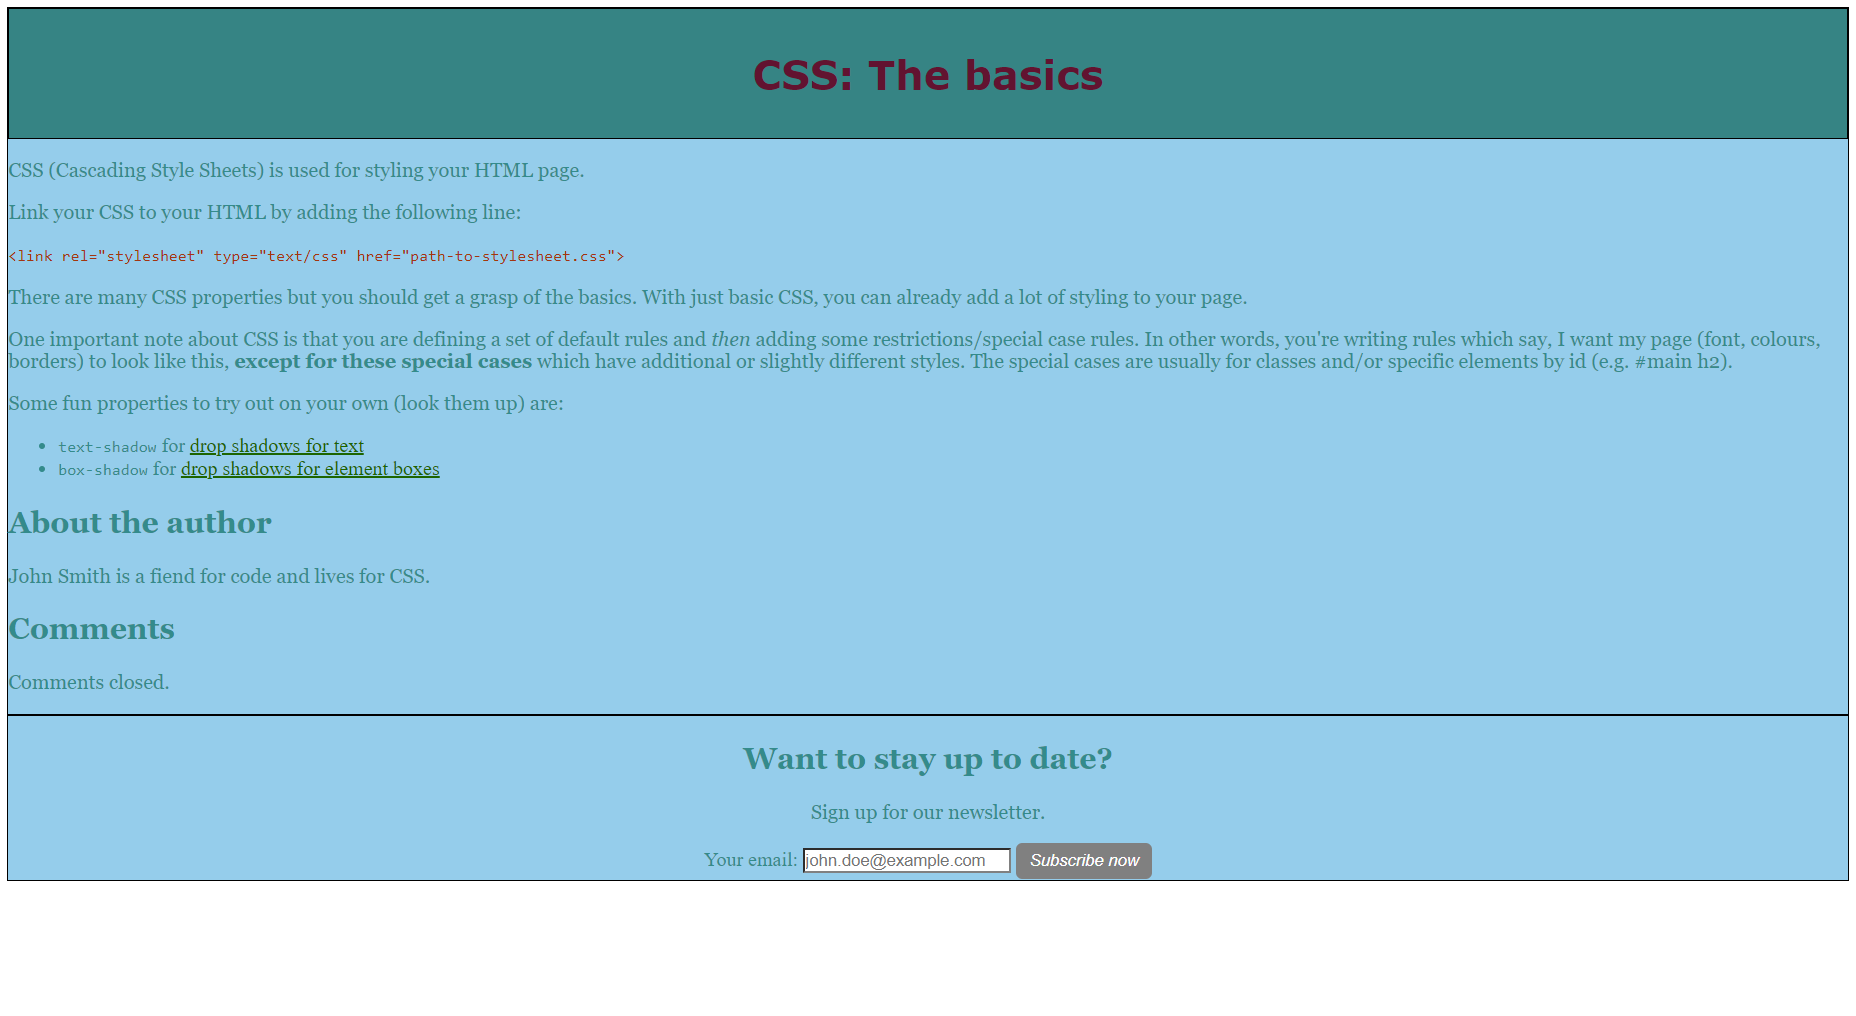 CSS: The basics
CSS (Cascading Style Sheets) is used for styling your HTML page.
Link your CSS to your HTML by adding the following line:
<link rel="stylesheet" type="text/css" href="path-to-stylesheet.css">
There are many CSS properties but you should get a grasp of the basics. With just basic CSS, you can already add a lot of styling to your page.
One important note about CSS is that you are defining a set of default rules and then adding some restrictions/special case rules. In other words, you're writing rules which say, I want my page (font, colours,
borders) to look like this, except for these special cases which have additional or slightly different styles. The special cases are usually for classes and/or specific elements by id (e.g. #main h2).
Some fun properties to try out on your own (look them up) are:
• text-shadow for drop shadows for text
• box-shadow for drop shadows for element boxes
About the author
John Smith is a fiend for code and lives for CSS.
Comments
Comments closed.
Want to stay up to date?
Sign up for our newsletter.
Your email: john.doe@example.com Subscribe now